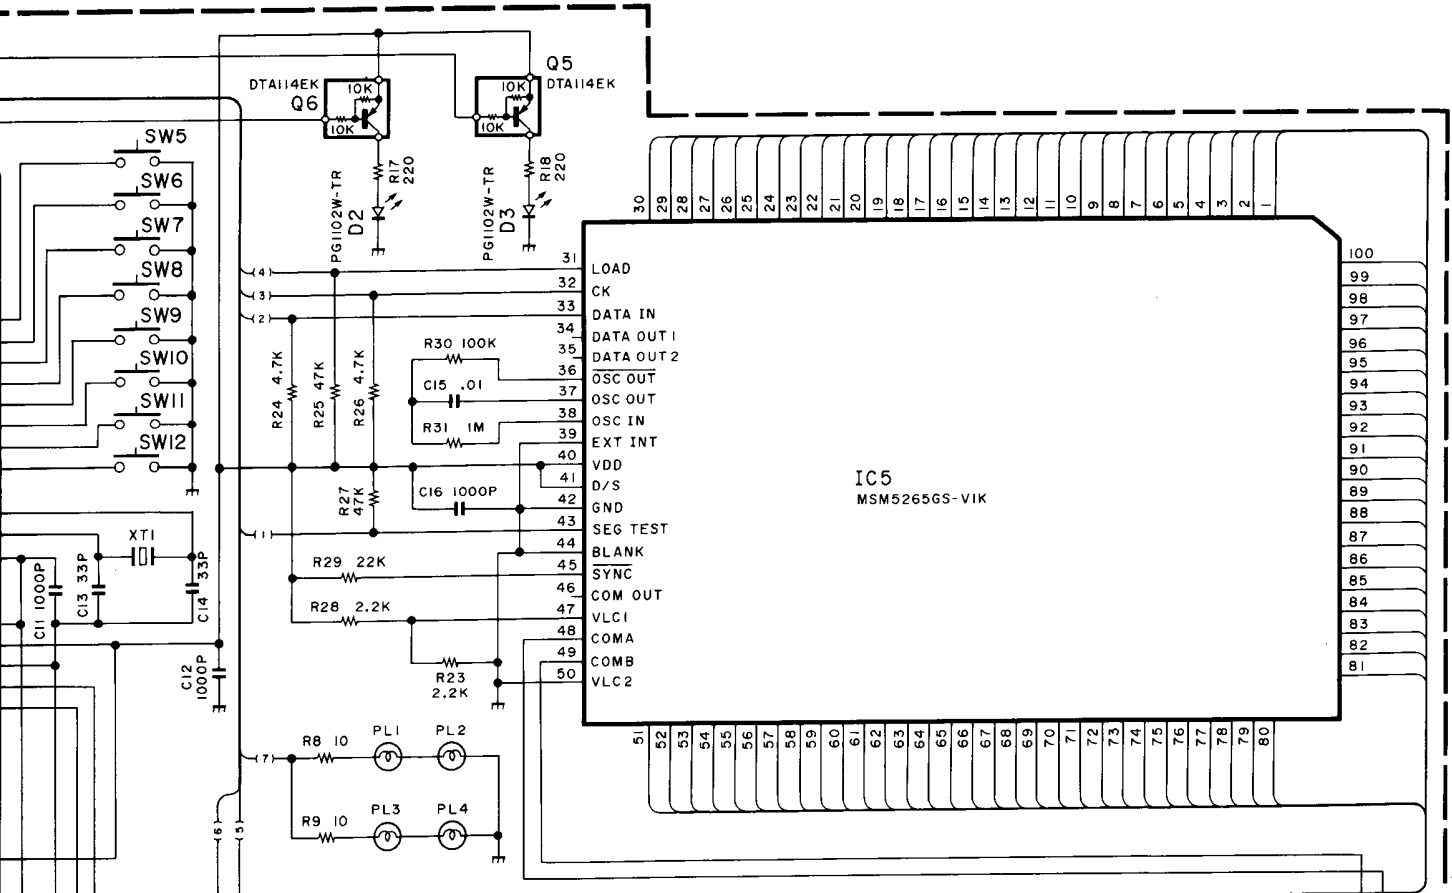 Q5
DTA114EK
DTA114EK
Q6
10K
10K
10K
10K
R17
220
R18
220
PG1102W-TR
D2
PG1102W-TR
D3
SW5
SW6
SW7
SW8
SW9
SW10
SW11
SW12
30 29 28 27 26 25 24 23 22 21 20 19 18 17 16 15 14 13 12 11 10 9 8 7 6 5 4 3 2 1
(4)
(3)
(2)
(1)
31 LOAD
32 CK
33 DATA IN
34 DATA OUT1
35 DATA OUT2
36 OSC OUT
37 OSC OUT
38 OSC IN
39 EXT INT
40 VDD
41 D/S
42 GND
43 SEG TEST
44 BLANK
45 SYNC
46 COM OUT
47 VLC1
48 COMA
49 COMB
50 VLC2
R30 100K
C15 .01
R31 1M
R24 4.7K
R25 47K
R26 4.7K
R27
47K
C16 1000P
R29 22K
R28 2.2K
R23
2.2K
IC5
MSM5265GS-V1K
100
99
98
97
96
95
94
93
92
91
90
89
88
87
86
85
84
83
82
81
XT1
C11 1000P
C13 33P
C14 33P
C12
1000P
51 52 53 54 55 56 57 58 59 60 61 62 63 64 65 66 67 68 69 70 71 72 73 74 75 76 77 78 79 80
(7)
R8 10
PL1
PL2
R9 10
PL3
PL4
(6)
(5)